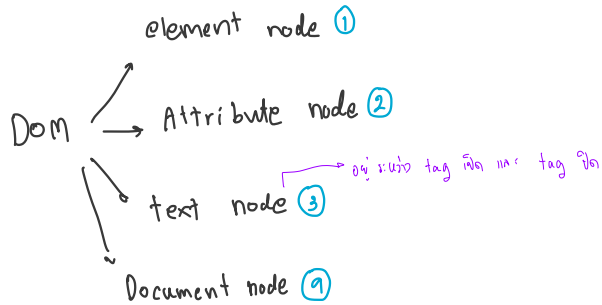 element node 1
DOM
Attribute node 2
อยู่ ระหว่าง tag เปิด และ tag ปิด
text node 3
Document node 9